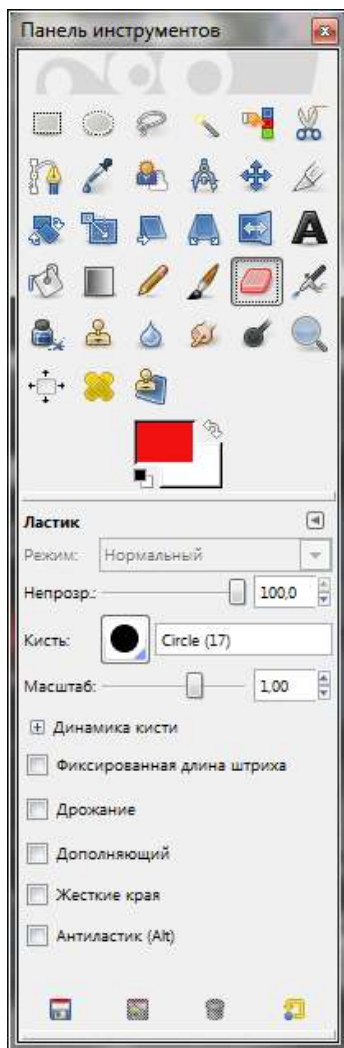 Панель инструментов
Ластик
Режим: Нормальный
Непрозр.: 100,0
Кисть: Circle (17)
Масштаб: 1,00
Динамика кисти
Фиксированная длина штриха
Дрожание
Дополняющий
Жесткие края
Антиластик (Alt)